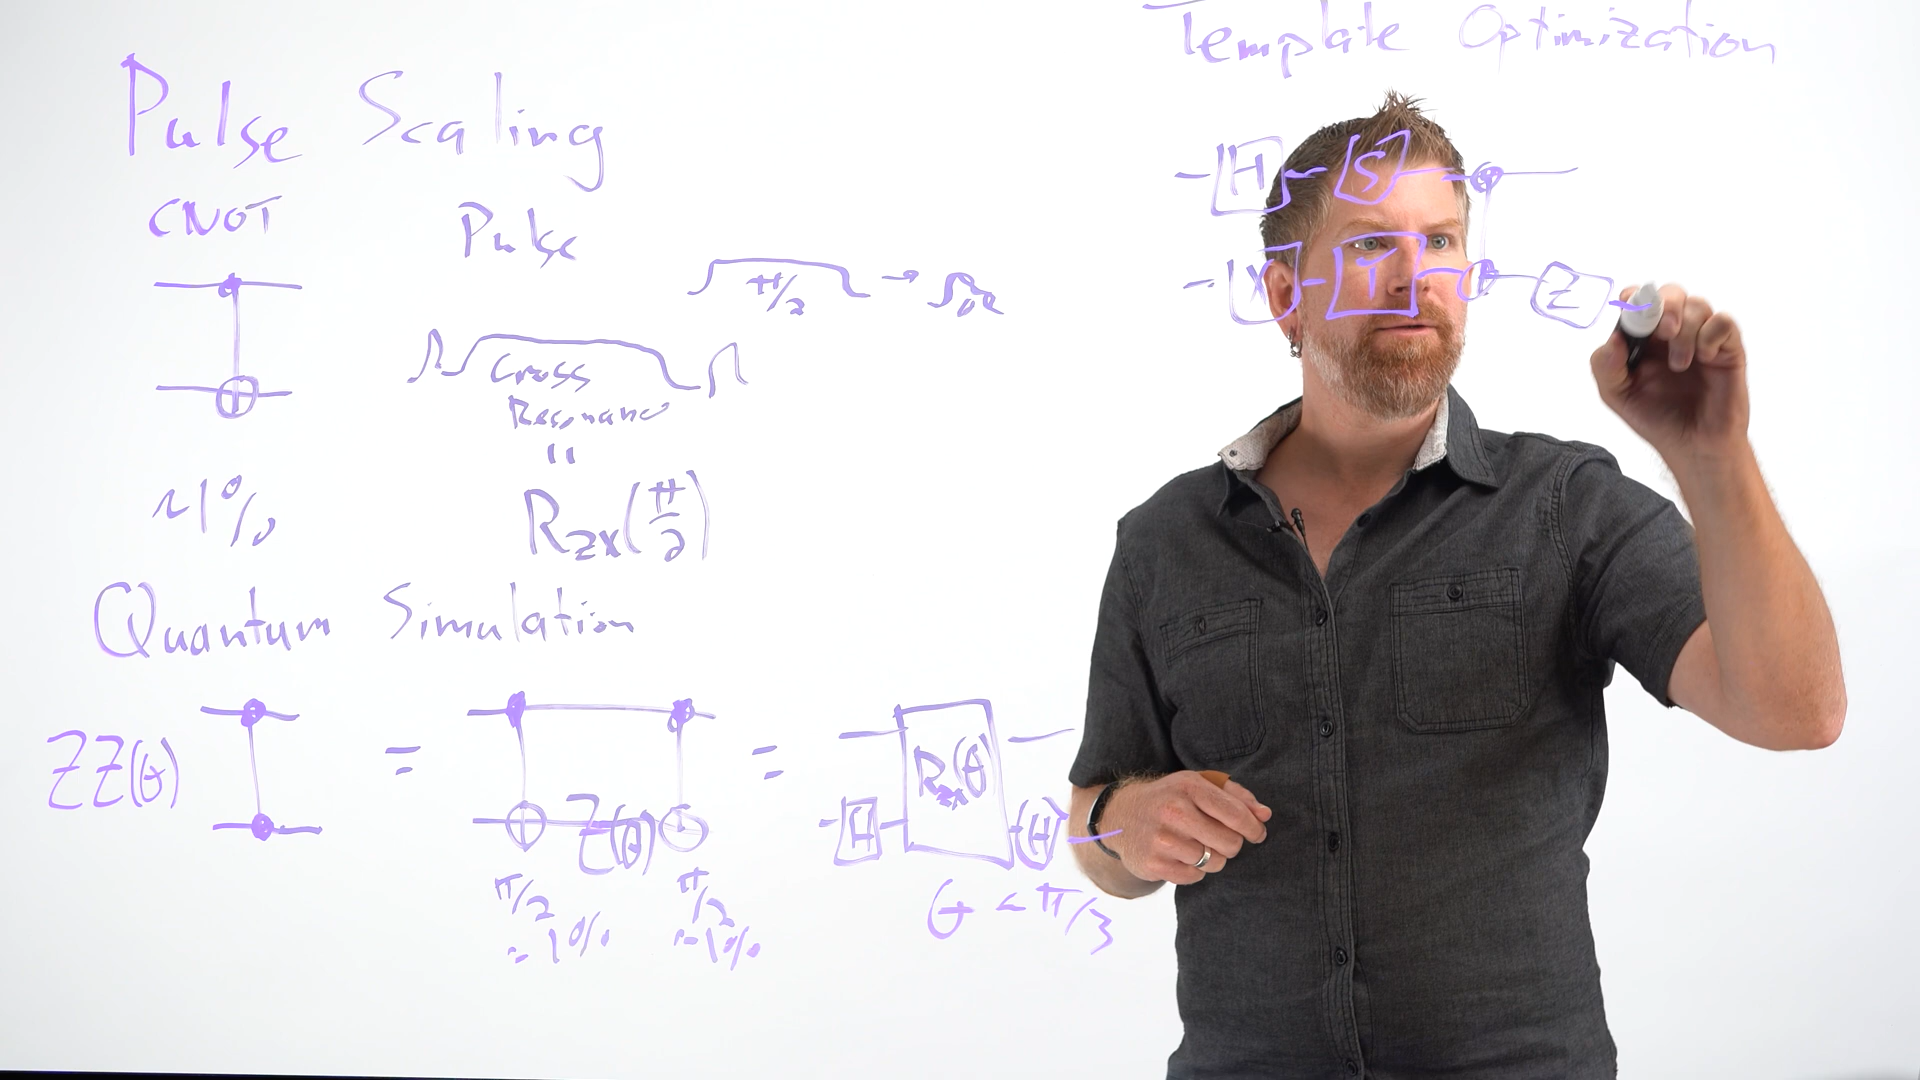 Template Optimization
Pulse Scaling
CNOT
Pulse
π/2
Cross
Resonance
=
~1%
R_ZX(π/2)
H S
X T Z
Quantum Simulation
ZZ(θ) = Z(θ) = H R_ZX(θ) H
π/2 π/2
~1% ~1%
θ < π/3